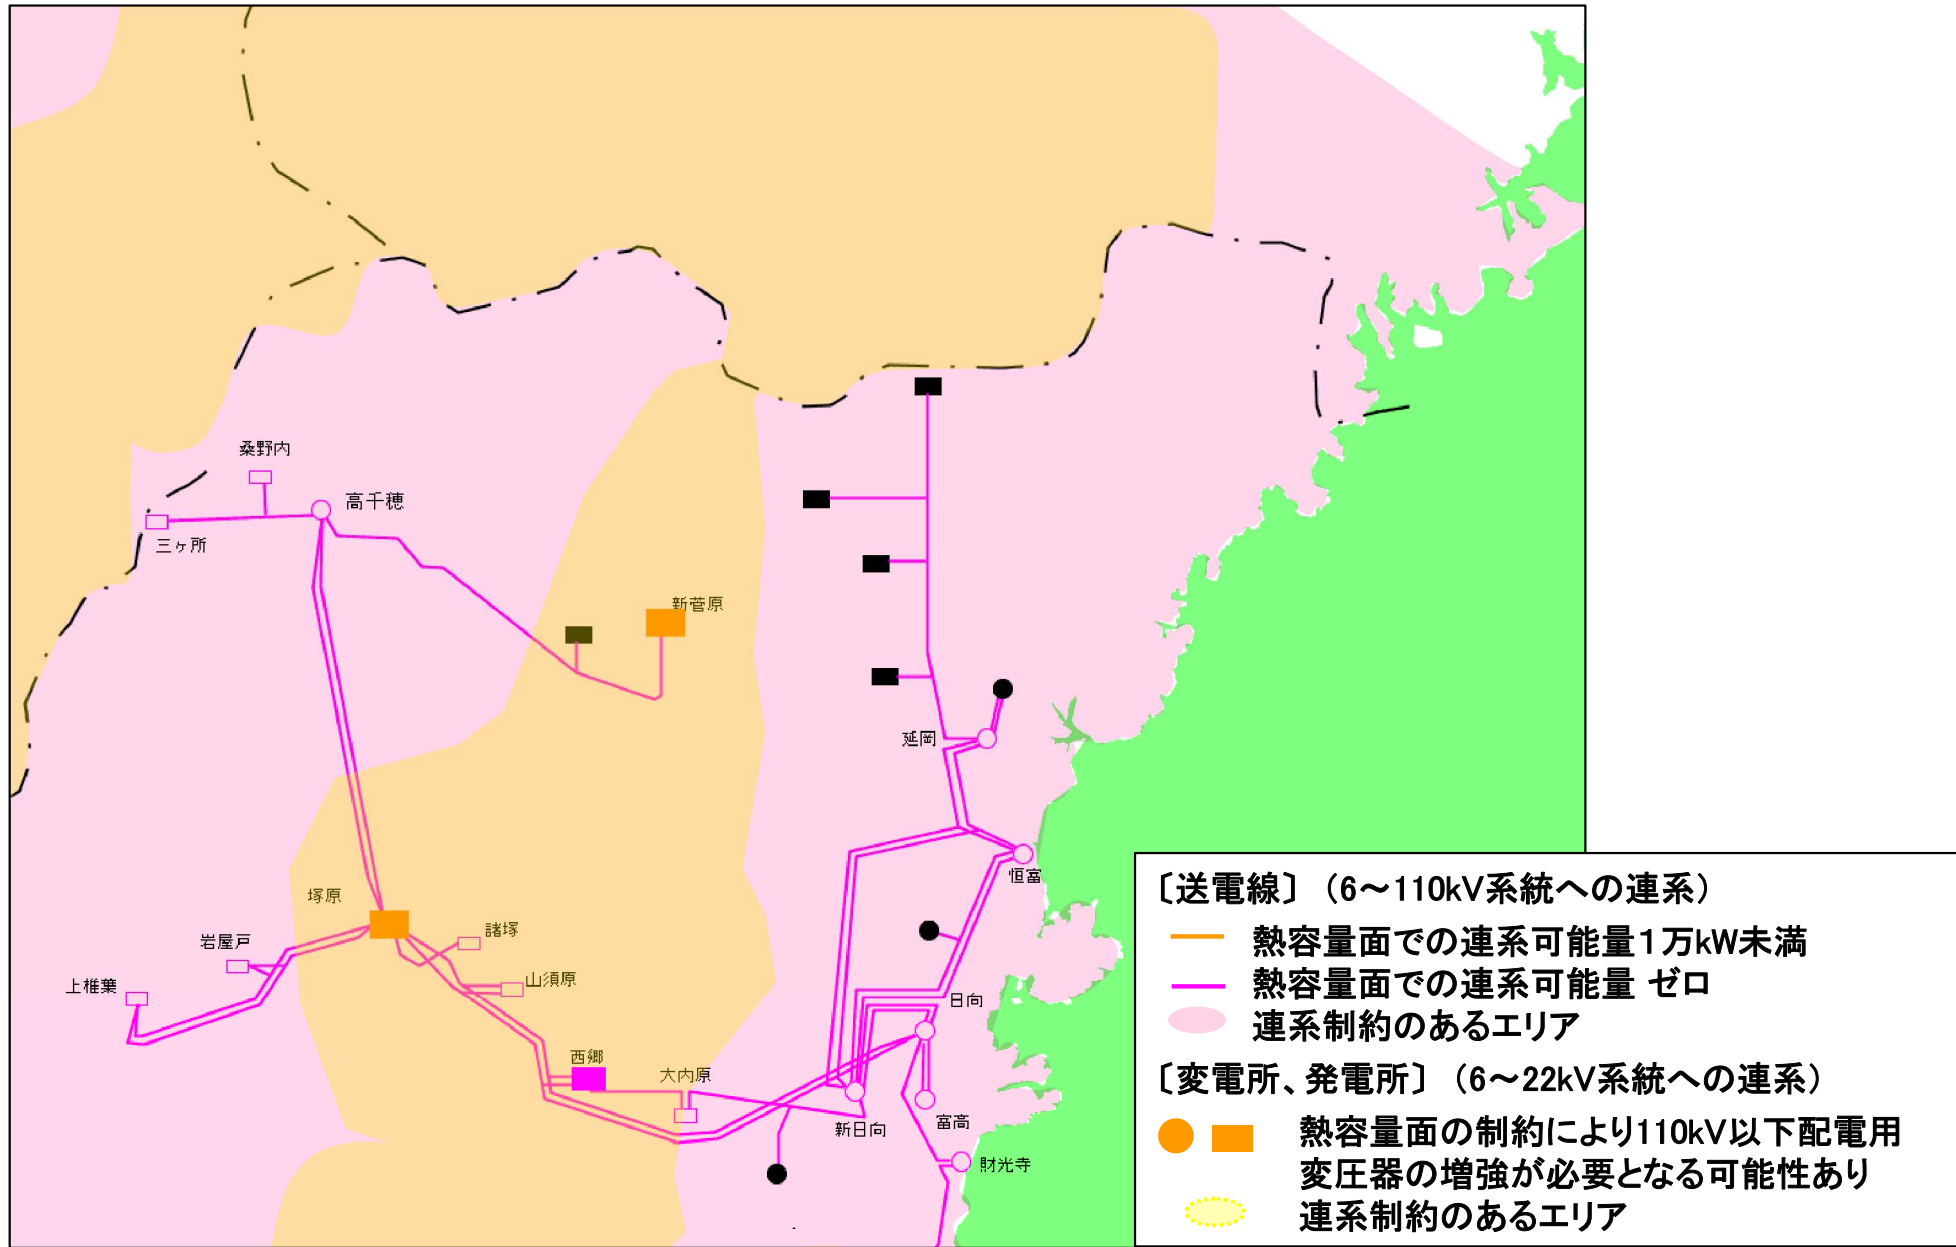 桑野内
高千穂
三ヶ所
新菅原
延岡
恒富
塚原
諸塚
岩屋戸
山須原
上椎葉
日向
西郷
大内原
富高
新日向
財光寺
〔送電線〕（6～110kV系統への連系）
熱容量面での連系可能量１万kW未満
熱容量面での連系可能量 ゼロ
連系制約のあるエリア
〔変電所、発電所〕（6～22kV系統への連系）
熱容量面の制約により110kV以下配電用
変圧器の増強が必要となる可能性あり
連系制約のあるエリア